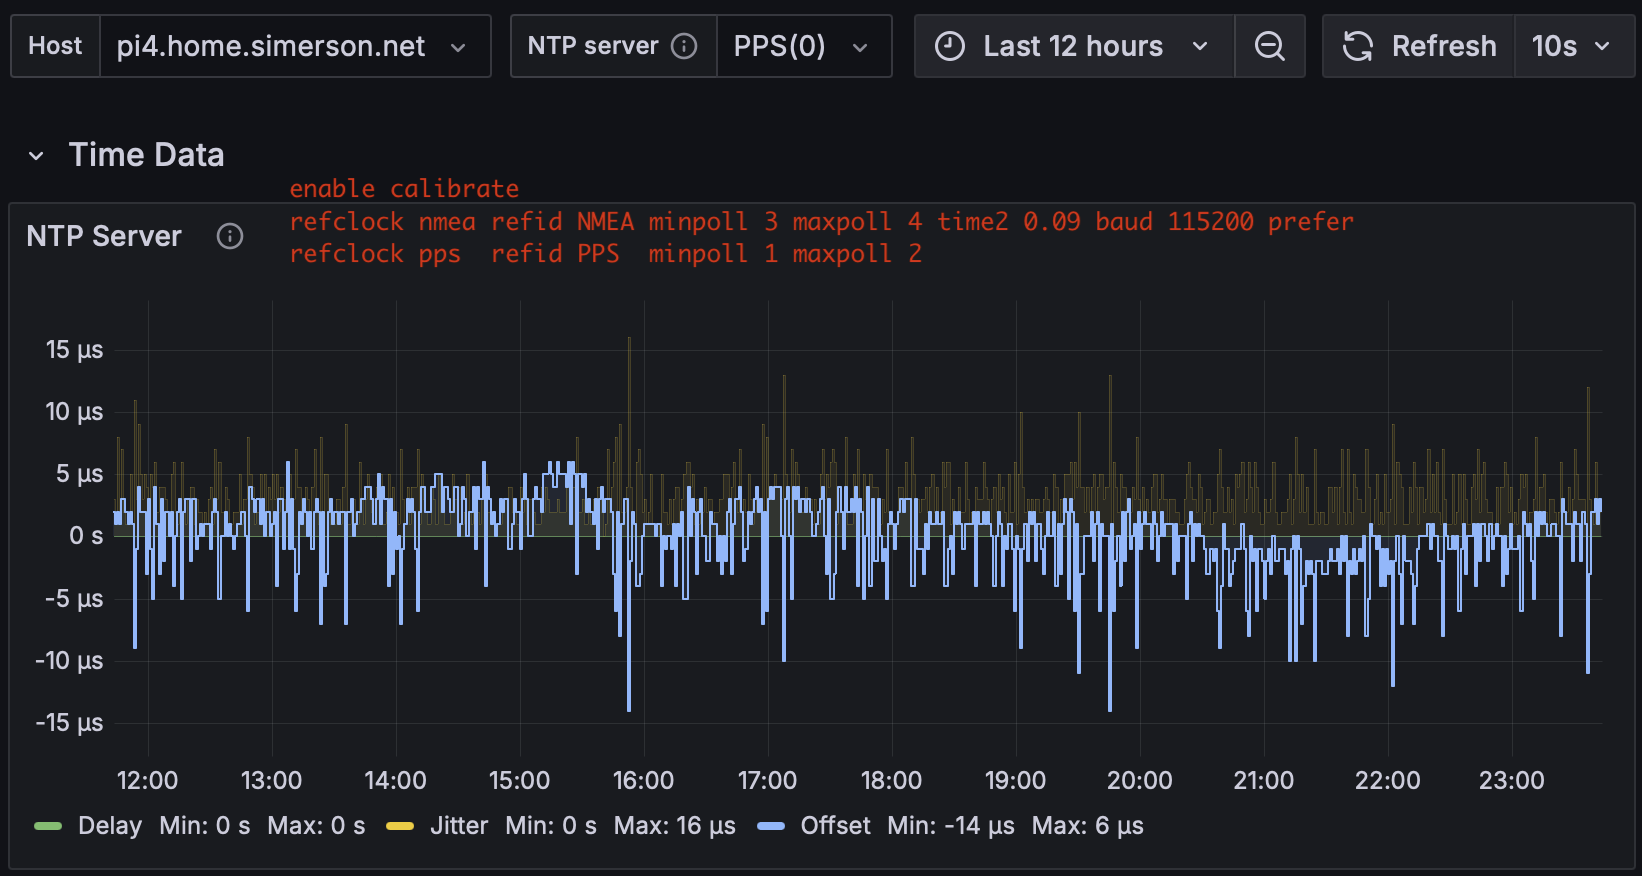 Host pi4.home.simerson.net NTP server PPS(0) Last 12 hours Refresh 10s
Time Data
enable calibrate
refclock nmea refid NMEA minpoll 3 maxpoll 4 time2 0.09 baud 115200 prefer
NTP Server
refclock pps refid PPS minpoll 1 maxpoll 2
15 µs
10 µs
5 µs
0 s
-5 µs
-10 µs
-15 µs
12:00 13:00 14:00 15:00 16:00 17:00 18:00 19:00 20:00 21:00 22:00 23:00
Delay Min: 0 s Max: 0 s Jitter Min: 0 s Max: 16 µs Offset Min: -14 µs Max: 6 µs